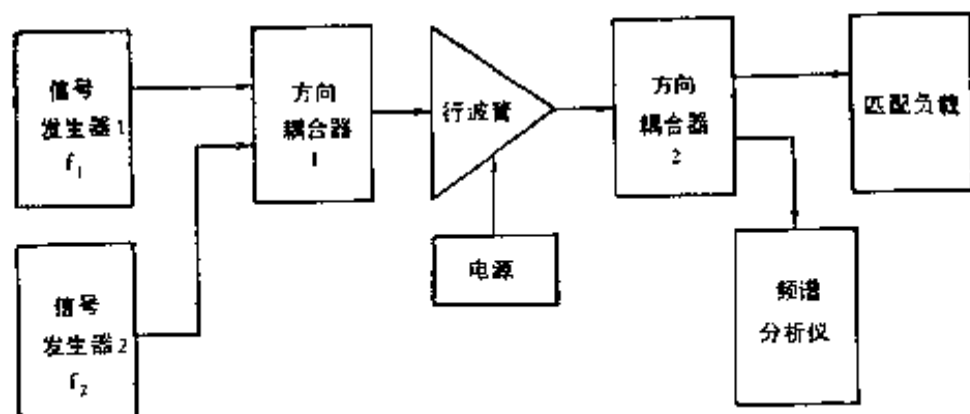 信号
发生器1
f₁
方向
耦合器
1
行波管
方向
耦合器
2
匹配负载
电源
信号
发生器2
f₂
频谱
分析仪